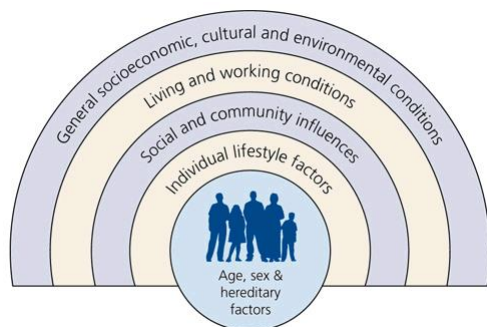 General socioeconomic, cultural and environmental conditions
Living and working conditions
Social and community influences
Individual lifestyle factors
Age, sex &
hereditary
factors